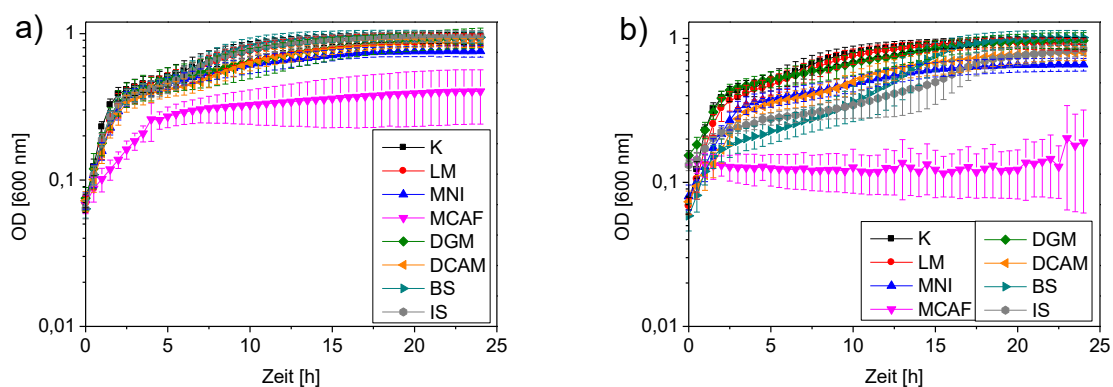 a)
OD [600 nm]
1
0,1
0,01
0 5 10 15 20 25
Zeit [h]
K
LM
MNI
MCAF
DGM
DCAM
BS
IS
b)
OD [600 nm]
1
0,1
0,01
0 5 10 15 20 25
Zeit [h]
K
LM
MNI
MCAF
DGM
DCAM
BS
IS